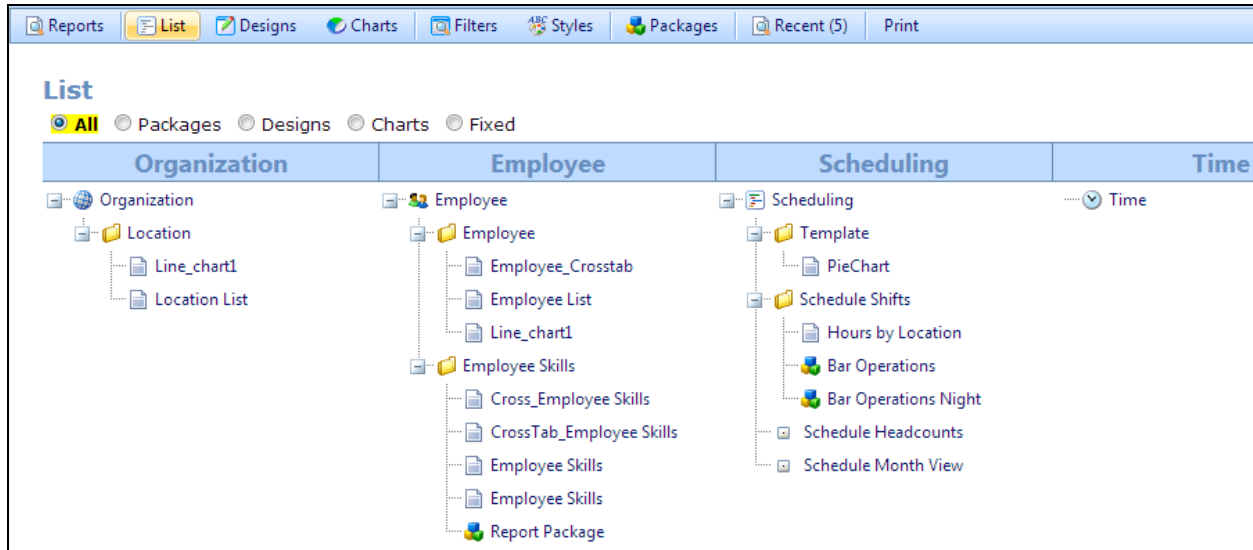 Reports List Designs Charts Filters ABC Styles Packages Recent (5) Print
List
All Packages Designs Charts Fixed
Organization Employee Scheduling Time
Organization Employee Scheduling Time
Location Employee Template
Line_chart1 Employee_Crosstab PieChart
Location List Employee List Schedule Shifts
Line_chart1 Hours by Location
Employee Skills Bar Operations
Cross_Employee Skills Bar Operations Night
CrossTab_Employee Skills Schedule Headcounts
Employee Skills Schedule Month View
Employee Skills
Report Package